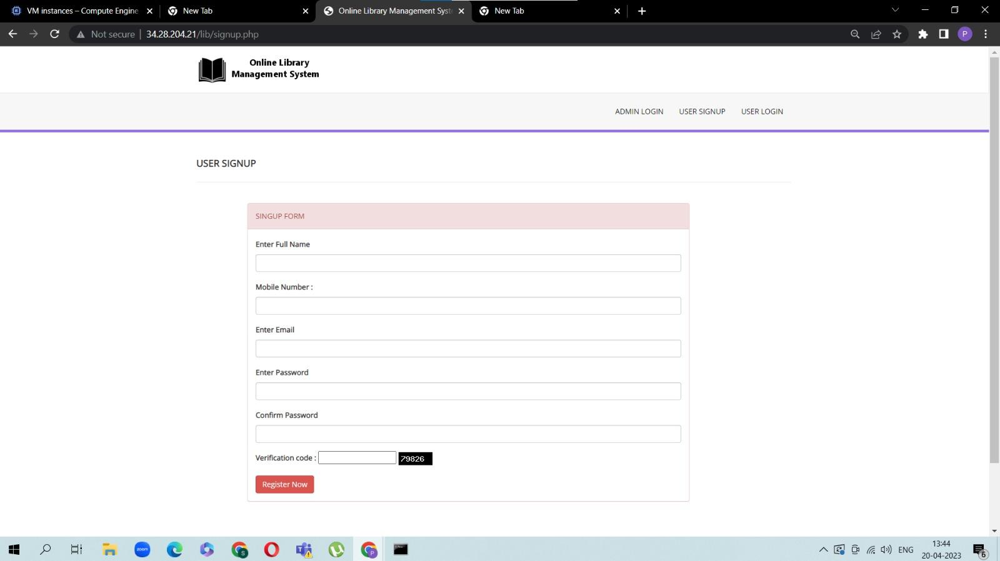 VM instances – Compute Engine
New Tab
Online Library Management Syst
New Tab
Not secure
34.28.204.21/lib/signup.php
P
Online Library
Management System
ADMIN LOGIN
USER SIGNUP
USER LOGIN
USER SIGNUP
SINGUP FORM
Enter Full Name
Mobile Number :
Enter Email
Enter Password
Confirm Password
Verification code :
79826
Register Now
zoom
S
T
P
ENG
13:44
20-04-2023
6